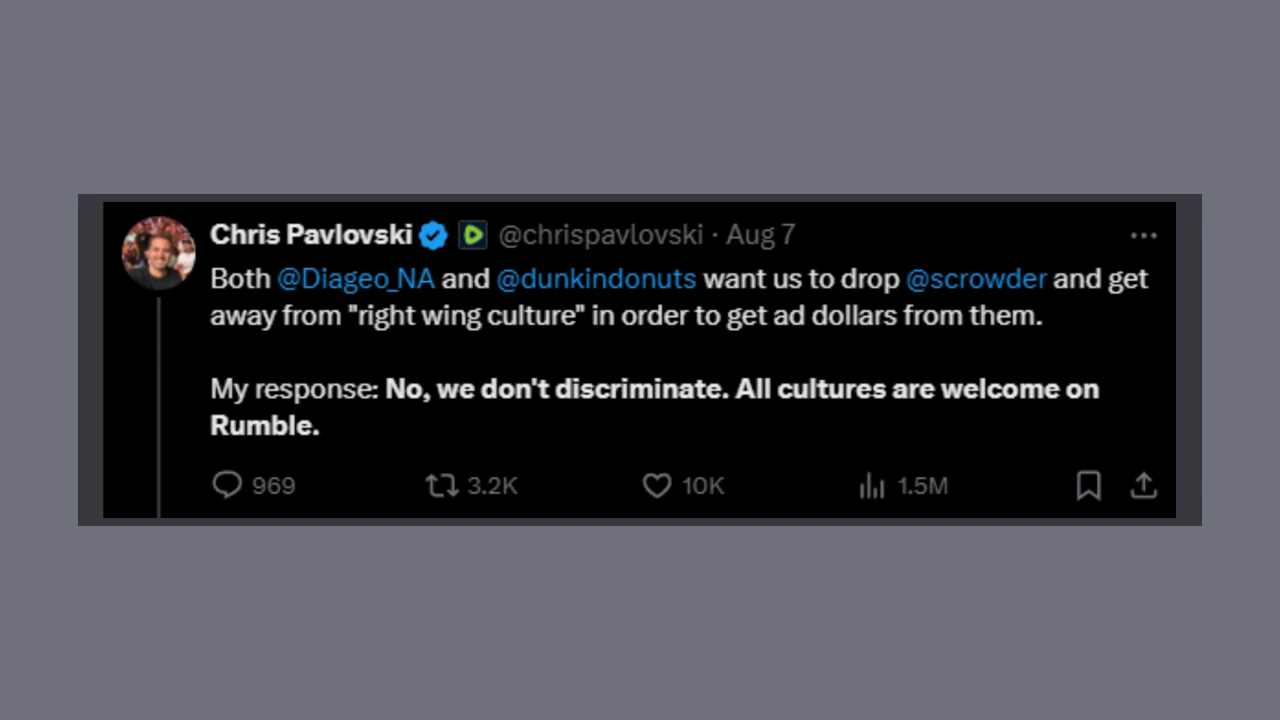 Chris Pavlovski @chrispavlovski · Aug 7
Both @Diageo_NA and @dunkindonuts want us to drop @scrowder and get
away from "right wing culture" in order to get ad dollars from them.
My response: No, we don't discriminate. All cultures are welcome on
Rumble.
969 3.2K 10K 1.5M